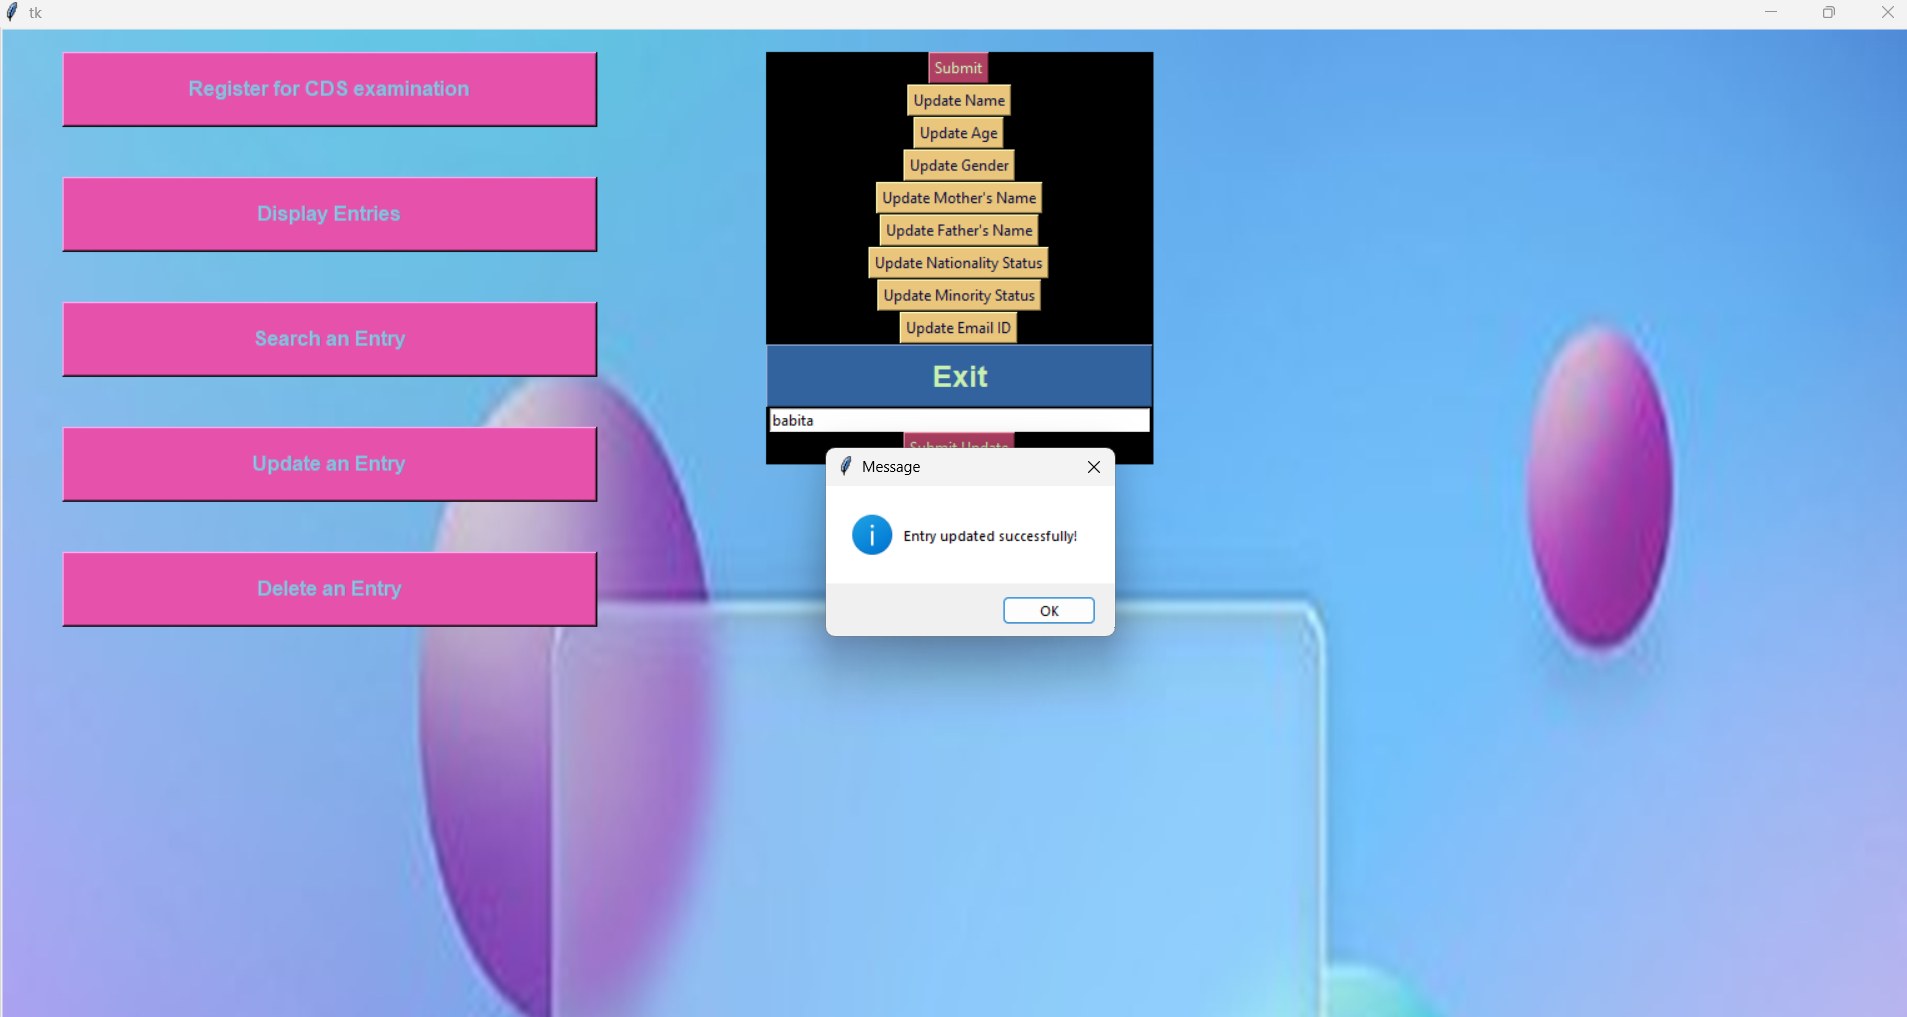 tk
Register for CDS examination
Display Entries
Search an Entry
Update an Entry
Delete an Entry
Submit
Update Name
Update Age
Update Gender
Update Mother's Name
Update Father's Name
Update Nationality Status
Update Minority Status
Update Email ID
Exit
babita
Submit Update
Message
Entry updated successfully!
OK